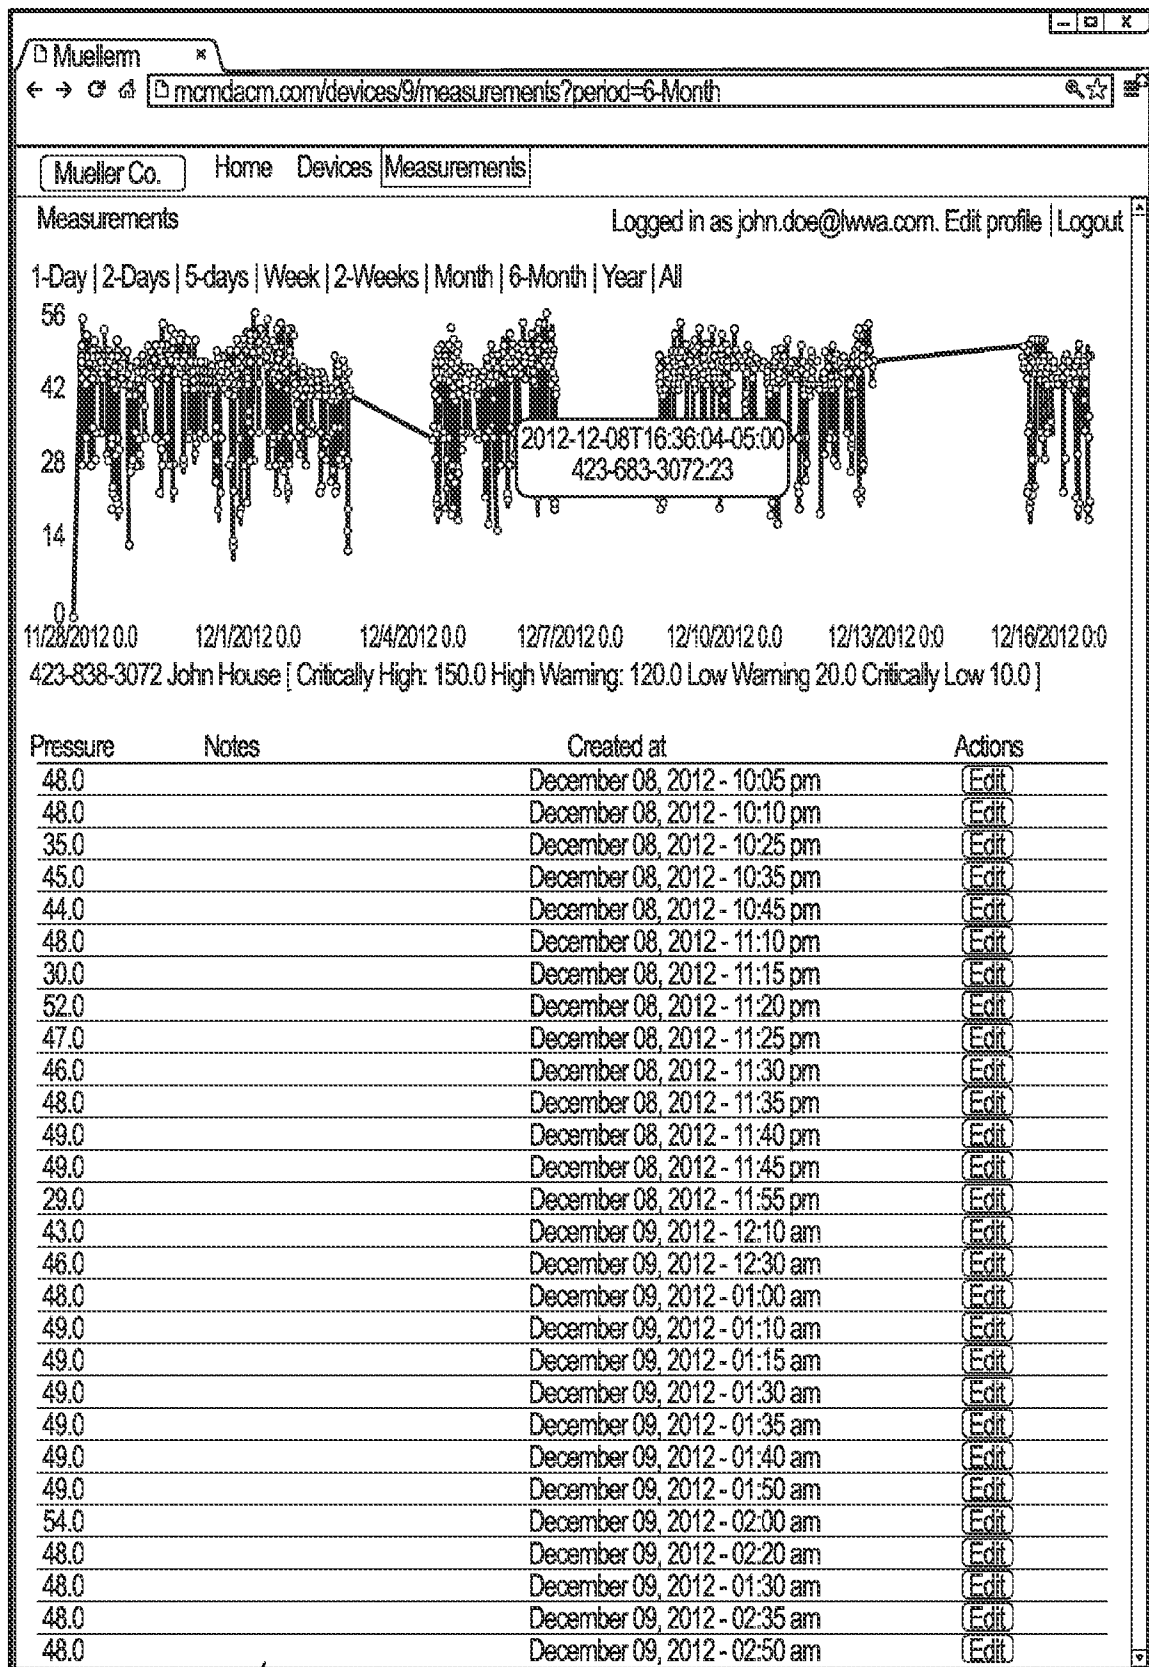 Muellerm
mcmdacm.com/devices/9/measurements?period=6-Month
Mueller Co. Home Devices Measurements
Measurements Logged in as john.doe@lwwa.com. Edit profile | Logout
1-Day | 2-Days | 5-days | Week | 2-Weeks | Month | 6-Month | Year | All
56
42
2012-12-08T16:36:04-05:00
28
423-683-3072:23
14
0
11/28/2012 0.0 12/1/2012 0.0 12/4/2012 0.0 12/7/2012 0.0 12/10/2012 0.0 12/13/2012 0:0 12/16/2012 0:0
423-838-3072 John House [ Critically High: 150.0 High Warning: 120.0 Low Warning 20.0 Critically Low 10.0 ]
Pressure Notes Created at Actions
48.0 December 08, 2012 - 10:05 pm Edit
48.0 December 08, 2012 - 10:10 pm Edit
35.0 December 08, 2012 - 10:25 pm Edit
45.0 December 08, 2012 - 10:35 pm Edit
44.0 December 08, 2012 - 10:45 pm Edit
48.0 December 08, 2012 - 11:10 pm Edit
30.0 December 08, 2012 - 11:15 pm Edit
52.0 December 08, 2012 - 11:20 pm Edit
47.0 December 08, 2012 - 11:25 pm Edit
46.0 December 08, 2012 - 11:30 pm Edit
48.0 December 08, 2012 - 11:35 pm Edit
49.0 December 08, 2012 - 11:40 pm Edit
49.0 December 08, 2012 - 11:45 pm Edit
29.0 December 08, 2012 - 11:55 pm Edit
43.0 December 09, 2012 - 12:10 am Edit
46.0 December 09, 2012 - 12:30 am Edit
48.0 December 09, 2012 - 01:00 am Edit
49.0 December 09, 2012 - 01:10 am Edit
49.0 December 09, 2012 - 01:15 am Edit
49.0 December 09, 2012 - 01:30 am Edit
49.0 December 09, 2012 - 01:35 am Edit
49.0 December 09, 2012 - 01:40 am Edit
49.0 December 09, 2012 - 01:50 am Edit
54.0 December 09, 2012 - 02:00 am Edit
48.0 December 09, 2012 - 02:20 am Edit
48.0 December 09, 2012 - 01:30 am Edit
48.0 December 09, 2012 - 02:35 am Edit
48.0 December 09, 2012 - 02:50 am Edit